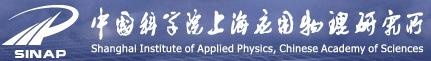 SINAP
中国科学院上海应用物理研究所
Shanghai Institute of Applied Physics, Chinese Academy of Sciences